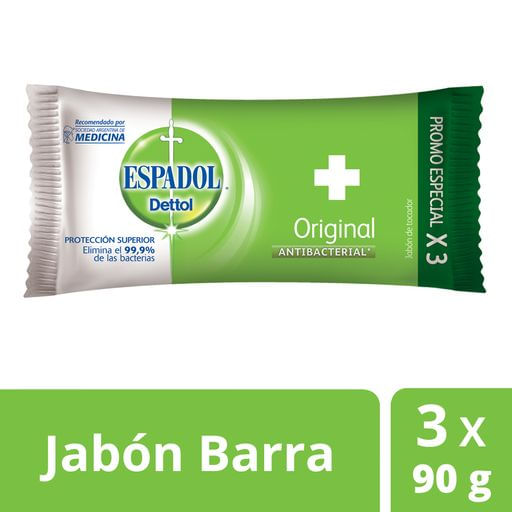 Recomendado por
SOCIEDAD ARGENTINA DE
MEDICINA
ESPADOL®
Dettol
PROTECCIÓN SUPERIOR
Elimina el 99,9%
de las bacterias
Original
ANTIBACTERIAL*
Jabón de tocador
PROMO ESPECIAL X 3
Jabón Barra
3 X
90 g